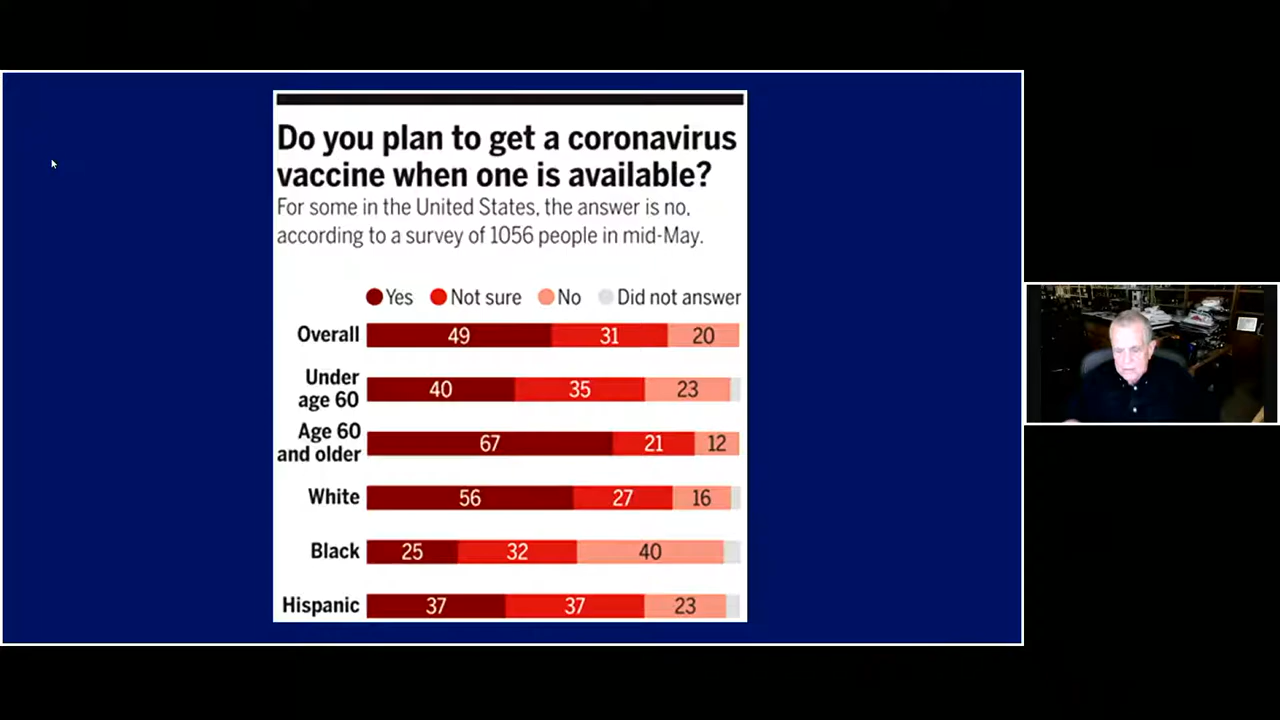 Do you plan to get a coronavirus
vaccine when one is available?
For some in the United States, the answer is no,
according to a survey of 1056 people in mid-May.
Yes Not sure No Did not answer
Overall 49 31 20
Under
age 60 40 35 23
Age 60
and older 67 21 12
White 56 27 16
Black 25 32 40
Hispanic 37 37 23